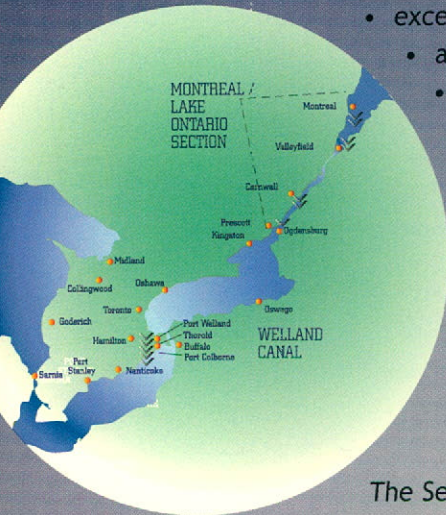 • exce
• a
•
MONTREAL /
LAKE
ONTARIO
SECTION
Montreal
Valleyfield
Cornwall
Prescott
Ogdensburg
Kingston
Midland
Collingwood
Oshawa
Oswego
Toronto
Goderich
Port Welland
Thorold
Hamilton
Buffalo
Port Colborne
WELLAND
CANAL
Port
Stanley
Nanticoke
Sarnia
The Se